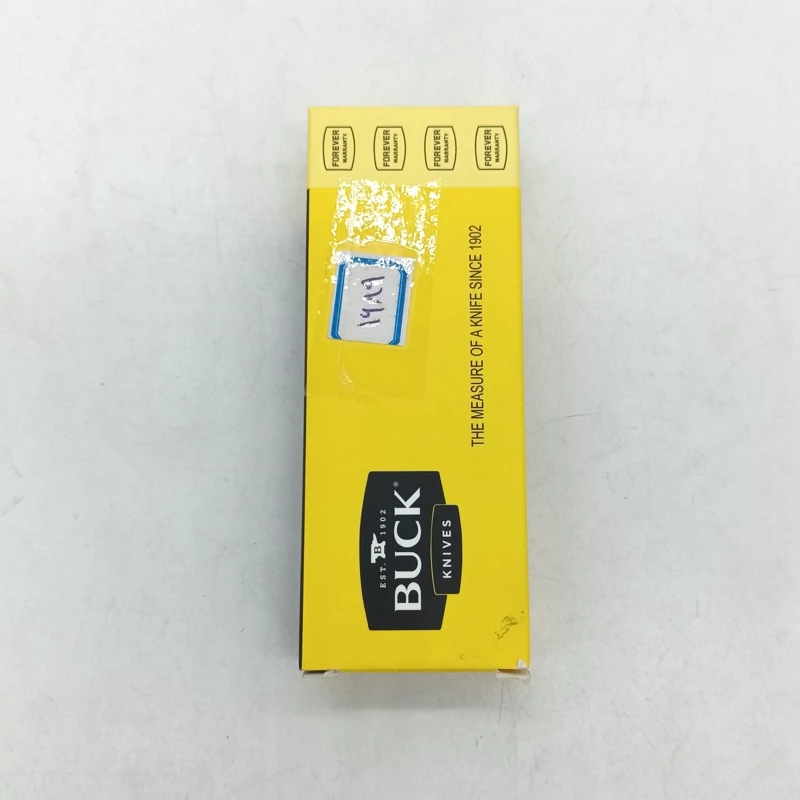 FOREVER
WARRANTY
FOREVER
WARRANTY
FOREVER
WARRANTY
FOREVER
WARRANTY
THE MEASURE OF A KNIFE SINCE 1902
EST. B 1902
BUCK®
KNIVES